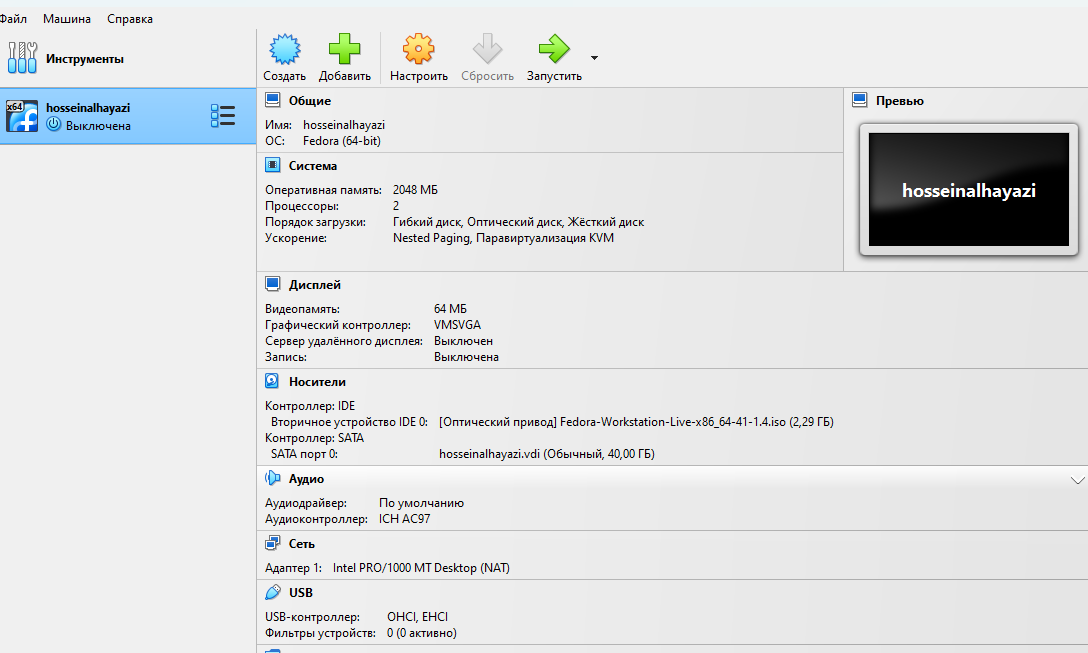 Файл Машина Справка
Инструменты
Создать Добавить Настроить Сбросить Запустить
x64
hosseinalhayazi
Выключена
Общие
Имя: hosseinalhayazi
ОС: Fedora (64-bit)
Система
Оперативная память: 2048 МБ
Процессоры: 2
Порядок загрузки: Гибкий диск, Оптический диск, Жёсткий диск
Ускорение: Nested Paging, Паравиртуализация KVM
Превью
hosseinalhayazi
Дисплей
Видеопамять: 64 МБ
Графический контроллер: VMSVGA
Сервер удалённого дисплея: Выключен
Запись: Выключена
Носители
Контроллер: IDE
Вторичное устройство IDE 0: [Оптический привод] Fedora-Workstation-Live-x86_64-41-1.4.iso (2,29 ГБ)
Контроллер: SATA
SATA порт 0: hosseinalhayazi.vdi (Обычный, 40,00 ГБ)
Аудио
Аудиодрайвер: По умолчанию
Аудиоконтроллер: ICH AC97
Сеть
Адаптер 1: Intel PRO/1000 MT Desktop (NAT)
USB
USB-контроллер: OHCI, EHCI
Фильтры устройств: 0 (0 активно)